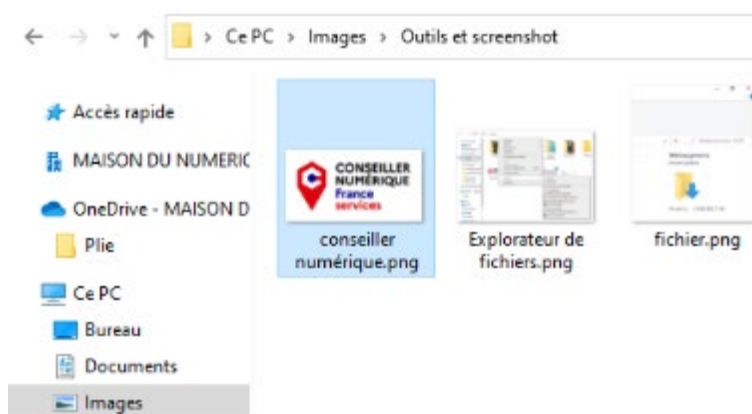 Ce PC > Images > Outils et screenshot
Accès rapide
MAISON DU NUMERIC
OneDrive - MAISON D
Plie
Ce PC
Bureau
Documents
Images
CONSEILLER
NUMÉRIQUE
France
services
conseiller
numérique.png
Explorateur de
fichiers.png
fichier.png